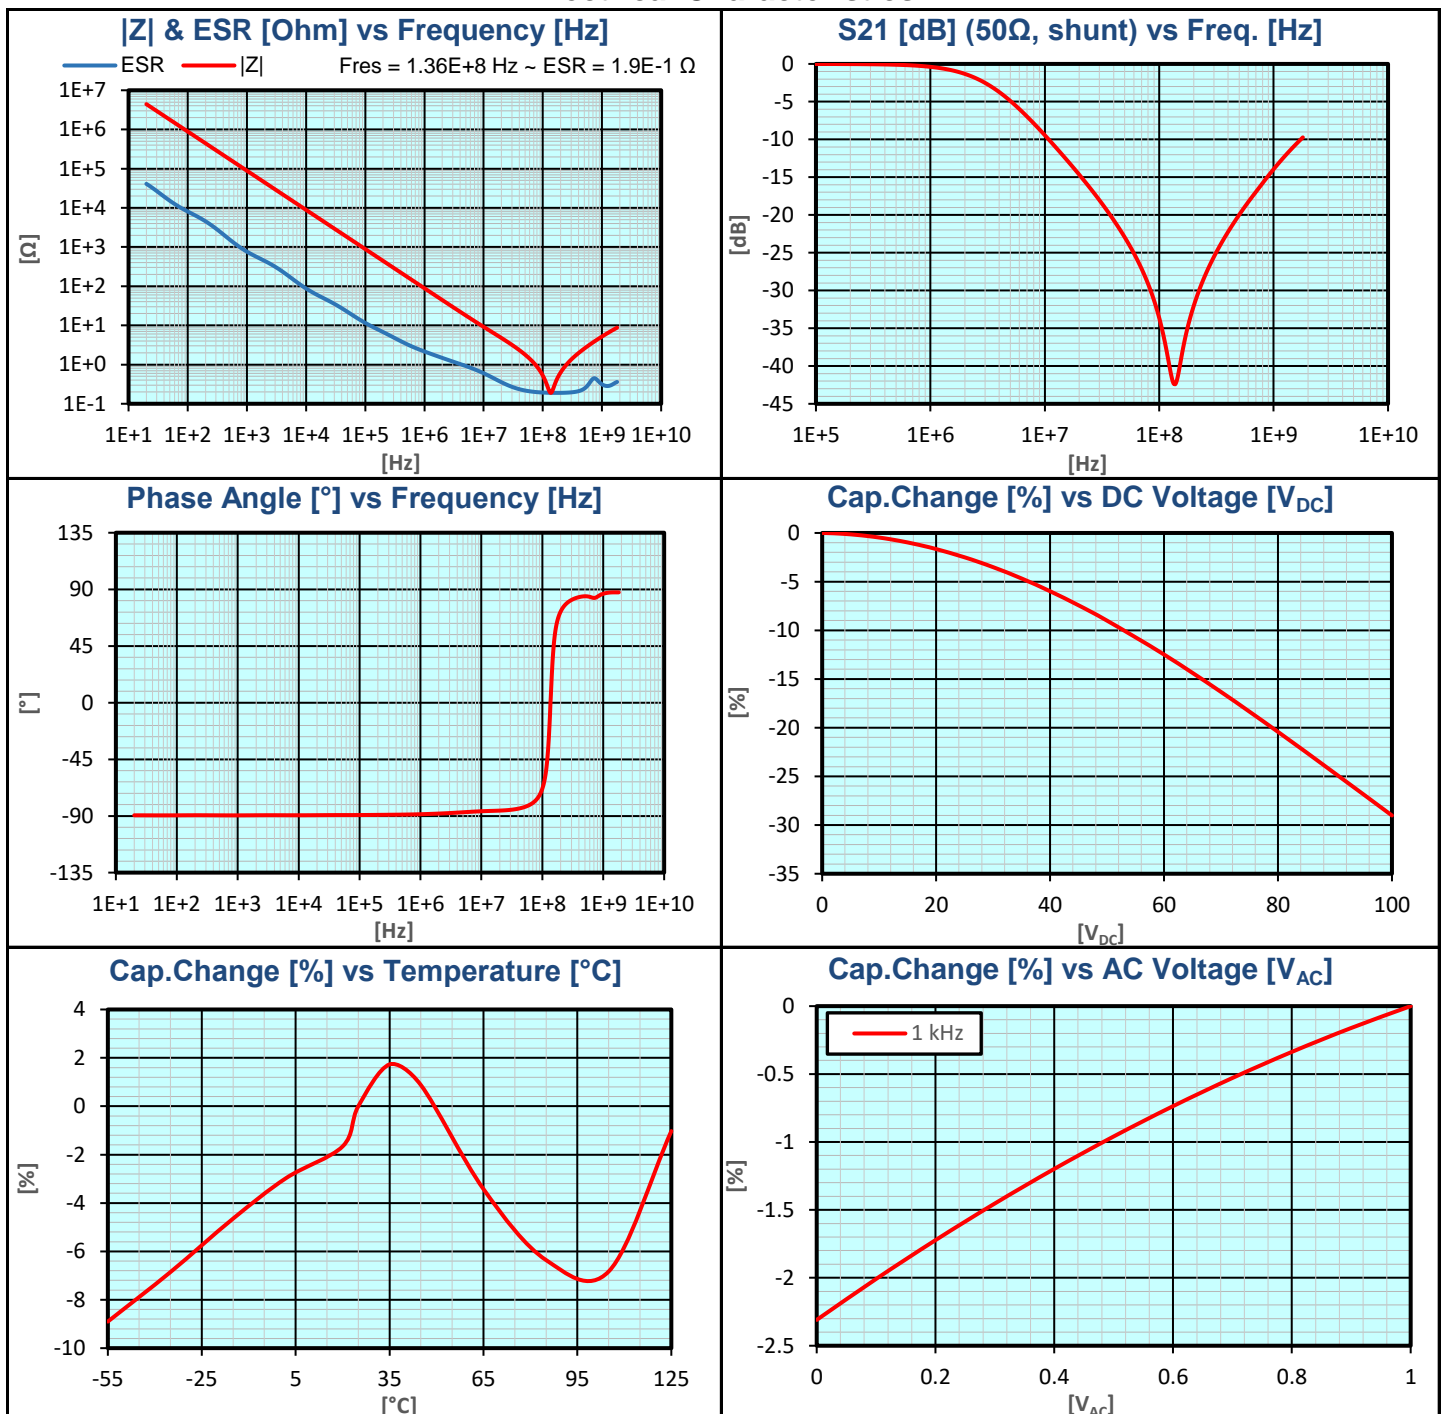 |Z| & ESR [Ohm] vs Frequency [Hz]
ESR |Z| Fres = 1.36E+8 Hz ~ ESR = 1.9E-1 Ω
1E+7
1E+6
1E+5
1E+4
1E+3
1E+2
1E+1
1E+0
1E-1
[Ω]
1E+1 1E+2 1E+3 1E+4 1E+5 1E+6 1E+7 1E+8 1E+9 1E+10
[Hz]
S21 [dB] (50Ω, shunt) vs Freq. [Hz]
0
-5
-10
-15
-20
-25
-30
-35
-40
-45
[dB]
1E+5 1E+6 1E+7 1E+8 1E+9 1E+10
[Hz]
Phase Angle [°] vs Frequency [Hz]
135
90
45
0
-45
-90
-135
[°]
1E+1 1E+2 1E+3 1E+4 1E+5 1E+6 1E+7 1E+8 1E+9 1E+10
[Hz]
Cap.Change [%] vs DC Voltage [VDC]
0
-5
-10
-15
-20
-25
-30
-35
[%]
0 20 40 60 80 100
[VDC]
Cap.Change [%] vs Temperature [°C]
4
2
0
-2
-4
-6
-8
-10
[%]
-55 -25 5 35 65 95 125
[°C]
Cap.Change [%] vs AC Voltage [VAC]
1 kHz
0
-0.5
-1
-1.5
-2
-2.5
[%]
0 0.2 0.4 0.6 0.8 1
[VAC]